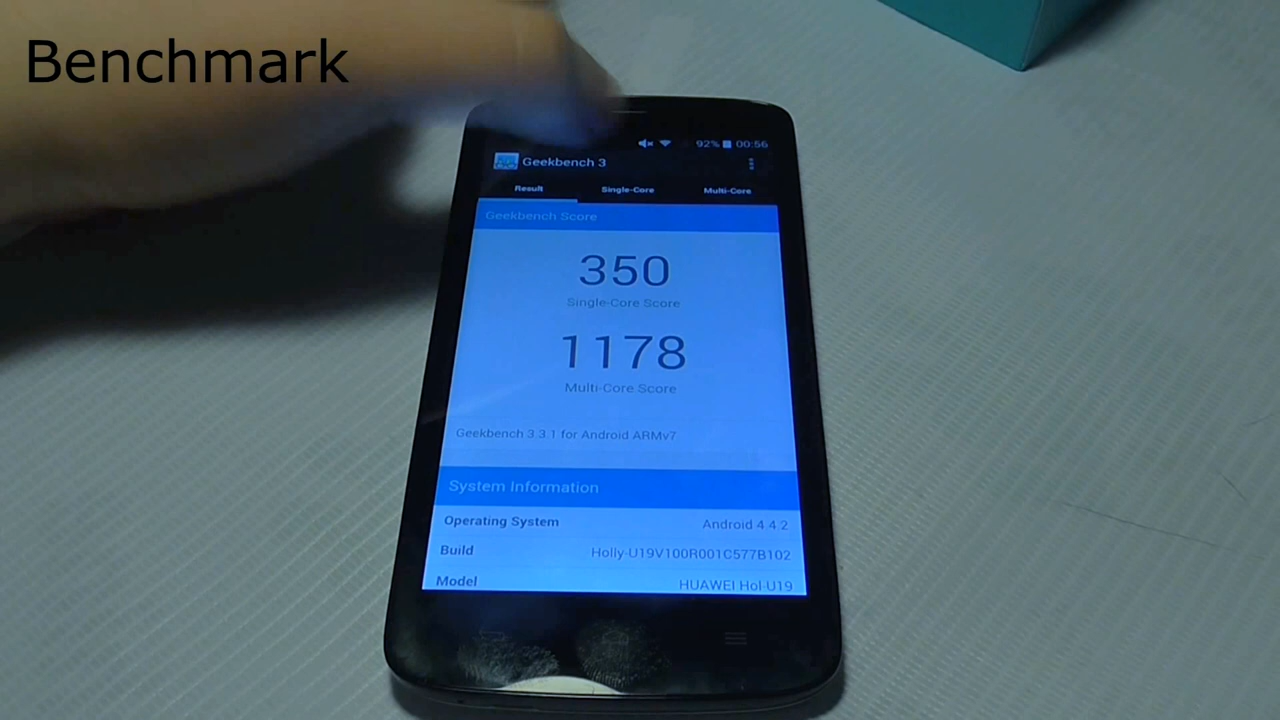 Benchmark
92% 00:56
Geekbench 3
Result Single-Core Multi-Core
Geekbench Score
350
Single-Core Score
1178
Multi-Core Score
Geekbench 3.3.1 for Android ARMv7
System Information
Operating System Android 4.4.2
Build Holly-U19V100R001C577B102
Model HUAWEI Hol-U19